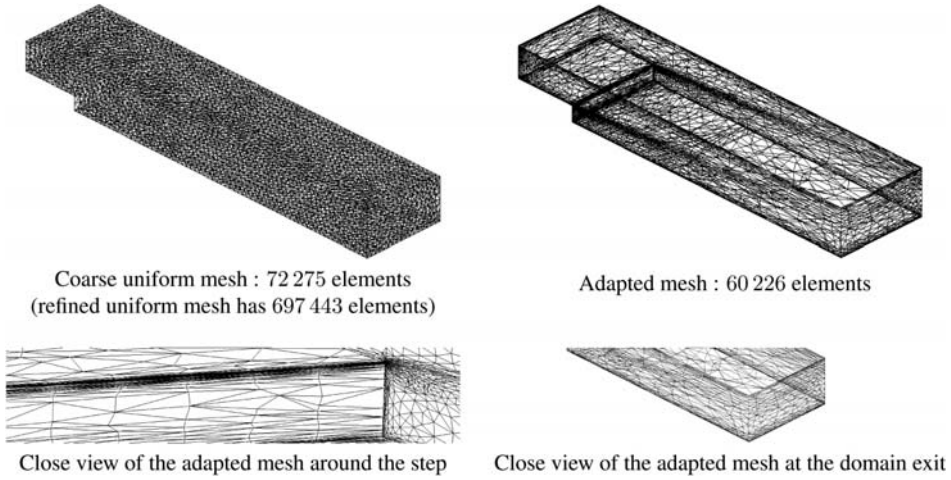 Coarse uniform mesh : 72 275 elements
(refined uniform mesh has 697 443 elements)
Adapted mesh : 60 226 elements
Close view of the adapted mesh around the step
Close view of the adapted mesh at the domain exit